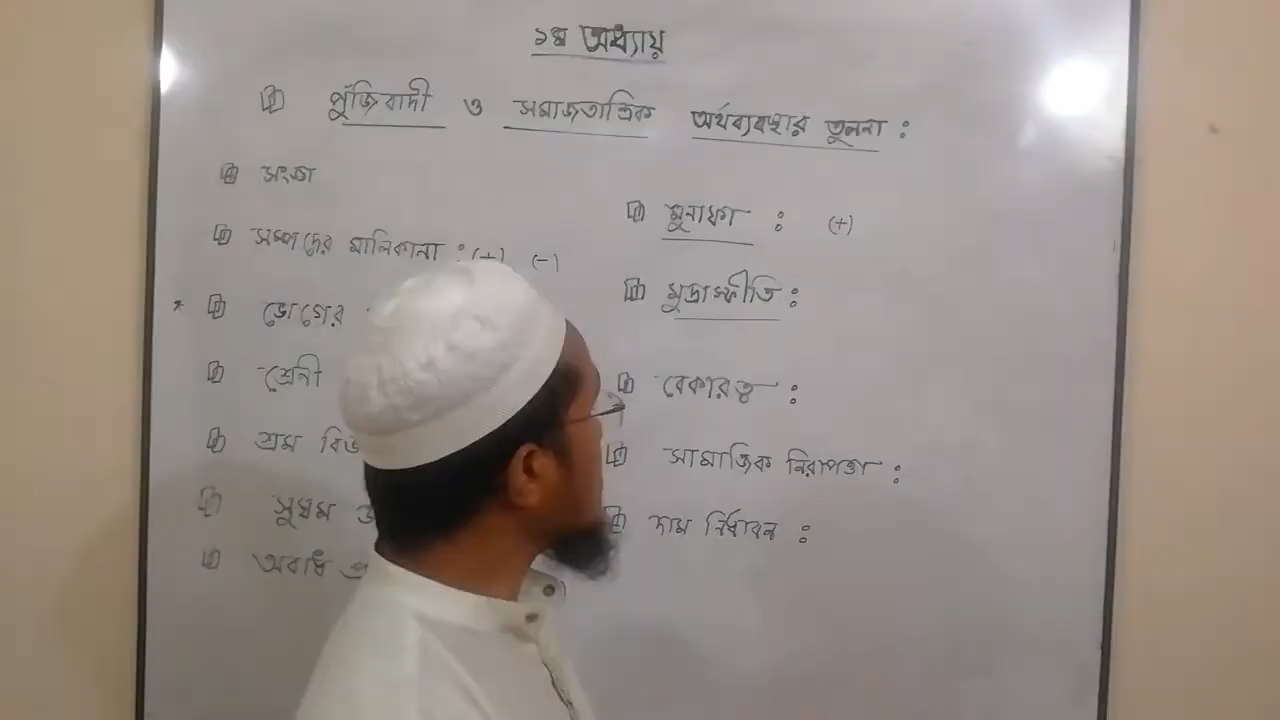 ১ম অধ্যায়
পুঁজিবাদী ও সমাজতান্ত্রিক অর্থব্যবস্থার তুলনা :
সংজ্ঞা
সম্পদের মালিকানা : (+) (-)
* ভোগের
শ্রেনী
শ্রম
সুষম
অবাধ
মুনাফা : (+)
মুদ্রাস্ফীতি :
বেকারত্ব :
সামাজিক নিরাপত্তা :
দাম নির্ধারন :